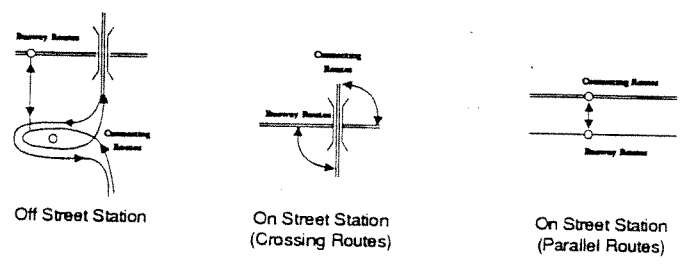 Busway Routes
Connecting
Routes
Off Street Station
Connecting
Routes
Busway Routes
On Street Station
(Crossing Routes)
Connecting Routes
Busway Routes
On Street Station
(Parallel Routes)